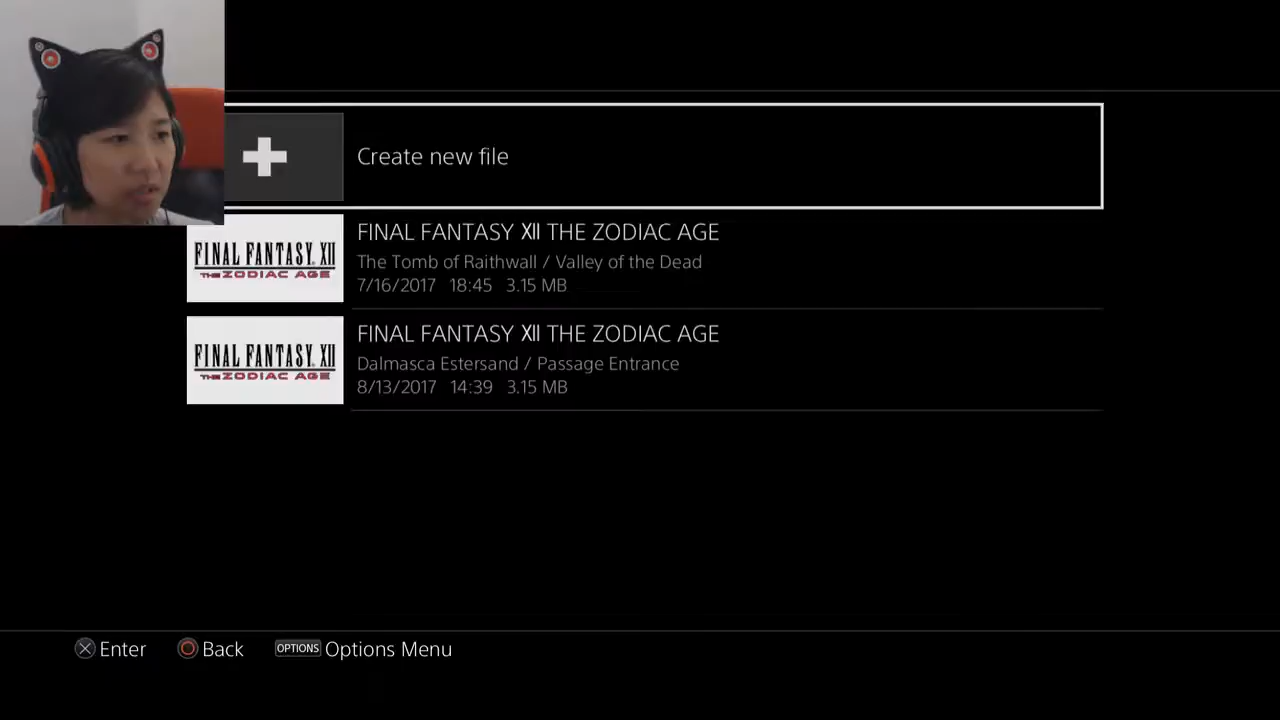 Create new file
FINAL FANTASY XII
THE ZODIAC AGE
FINAL FANTASY XII THE ZODIAC AGE
The Tomb of Raithwall / Valley of the Dead
7/16/2017 18:45 3.15 MB
FINAL FANTASY XII
THE ZODIAC AGE
FINAL FANTASY XII THE ZODIAC AGE
Dalmasca Estersand / Passage Entrance
8/13/2017 14:39 3.15 MB
Enter Back OPTIONS Options Menu